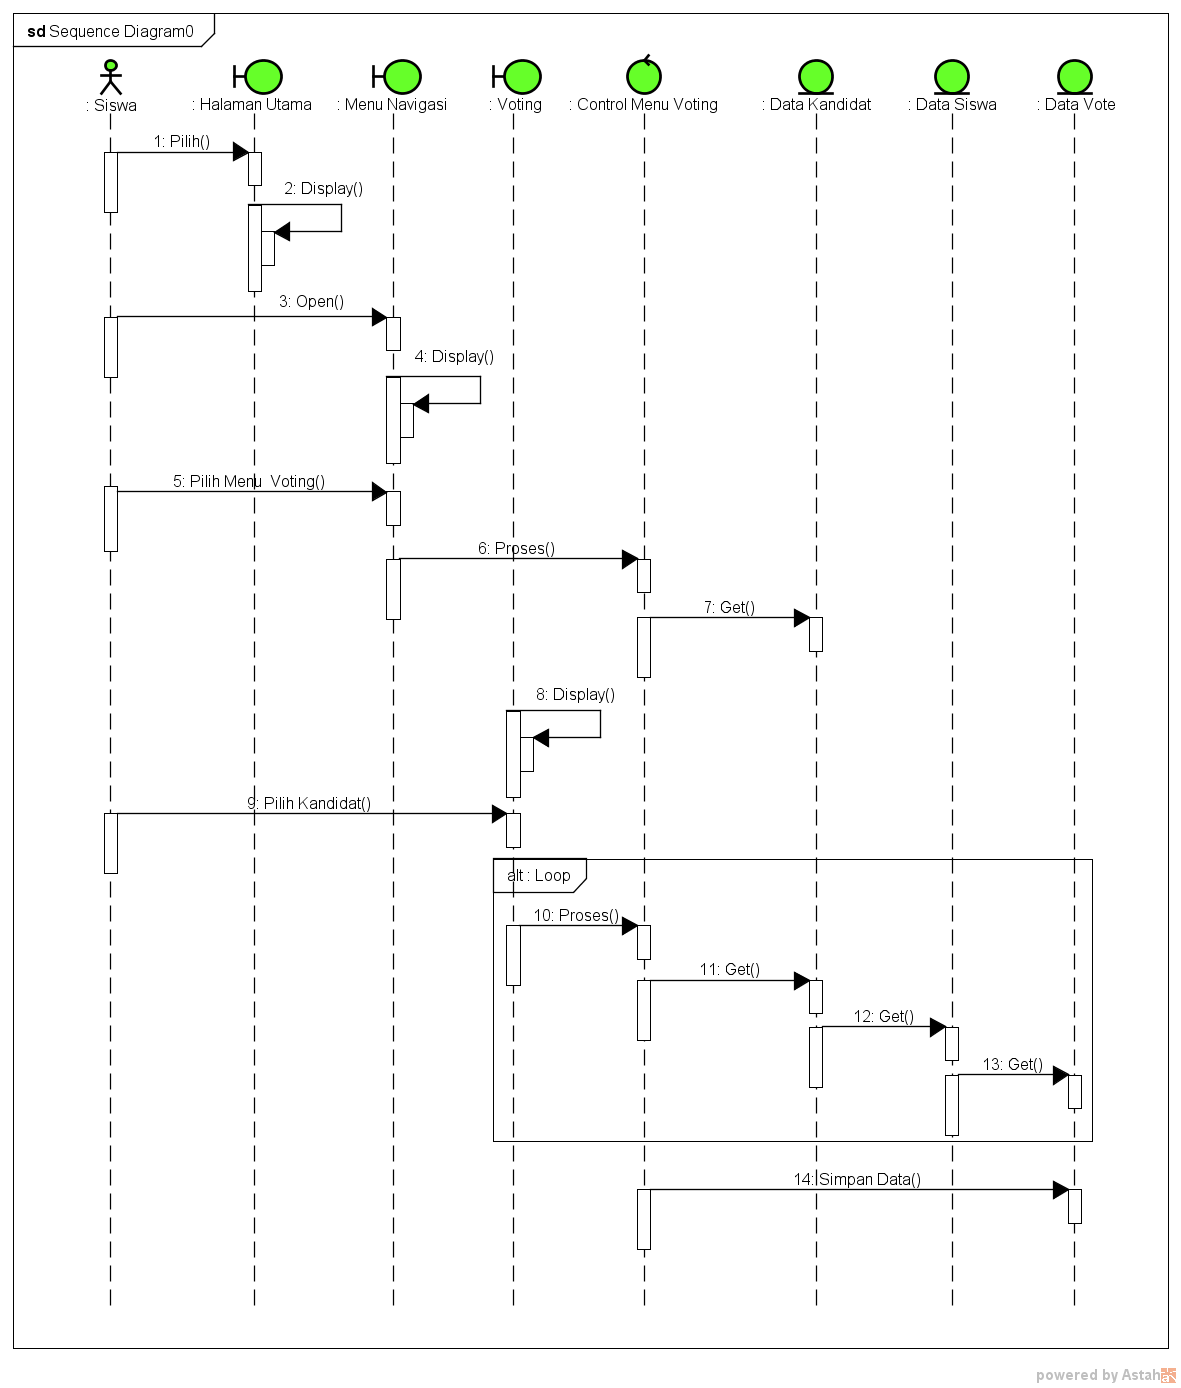 sd Sequence Diagram0
: Siswa
: Halaman Utama
: Menu Navigasi
: Voting
: Control Menu Voting
: Data Kandidat
: Data Siswa
: Data Vote
1: Pilih()
2: Display()
3: Open()
4: Display()
5: Pilih Menu  Voting()
6: Proses()
7: Get()
8: Display()
9: Pilih Kandidat()
alt : Loop
10: Proses()
11: Get()
12: Get()
13: Get()
14: Simpan Data()
powered by Astah